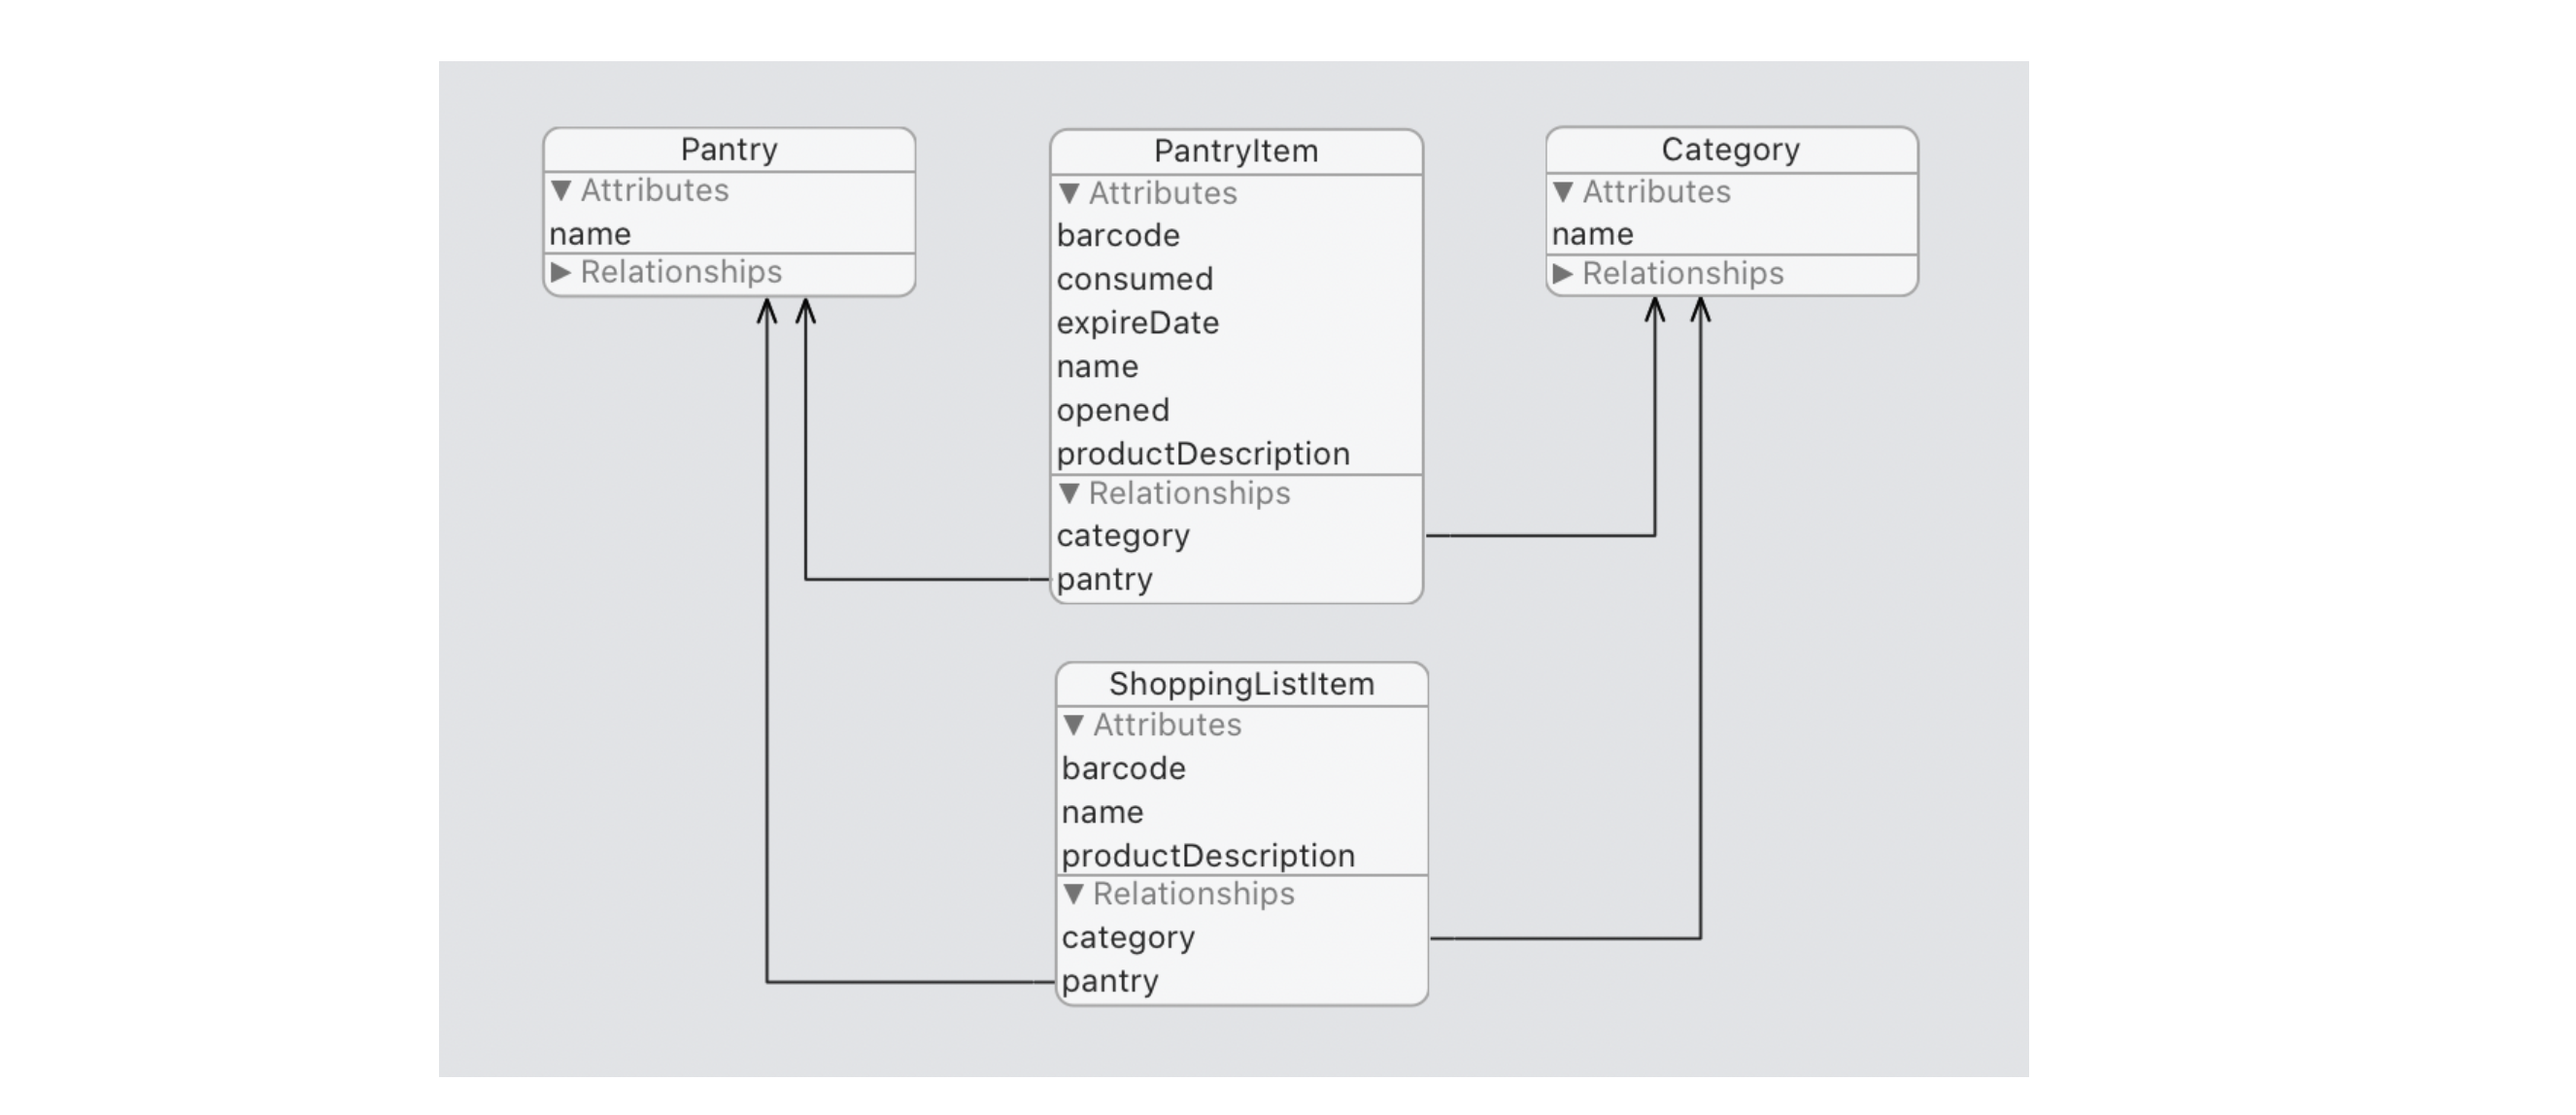 Pantry
▼ Attributes
name
▶ Relationships
PantryItem
▼ Attributes
barcode
consumed
expireDate
name
opened
productDescription
▼ Relationships
category
pantry
Category
▼ Attributes
name
▶ Relationships
ShoppingListItem
▼ Attributes
barcode
name
productDescription
▼ Relationships
category
pantry